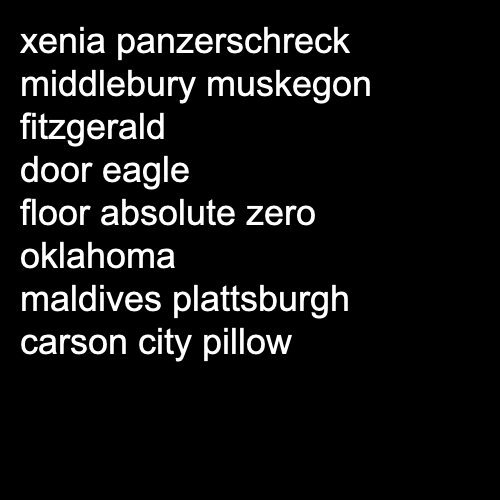 xenia panzerschreck
middlebury muskegon
fitzgerald
door eagle
floor absolute zero
oklahoma
maldives plattsburgh
carson city pillow